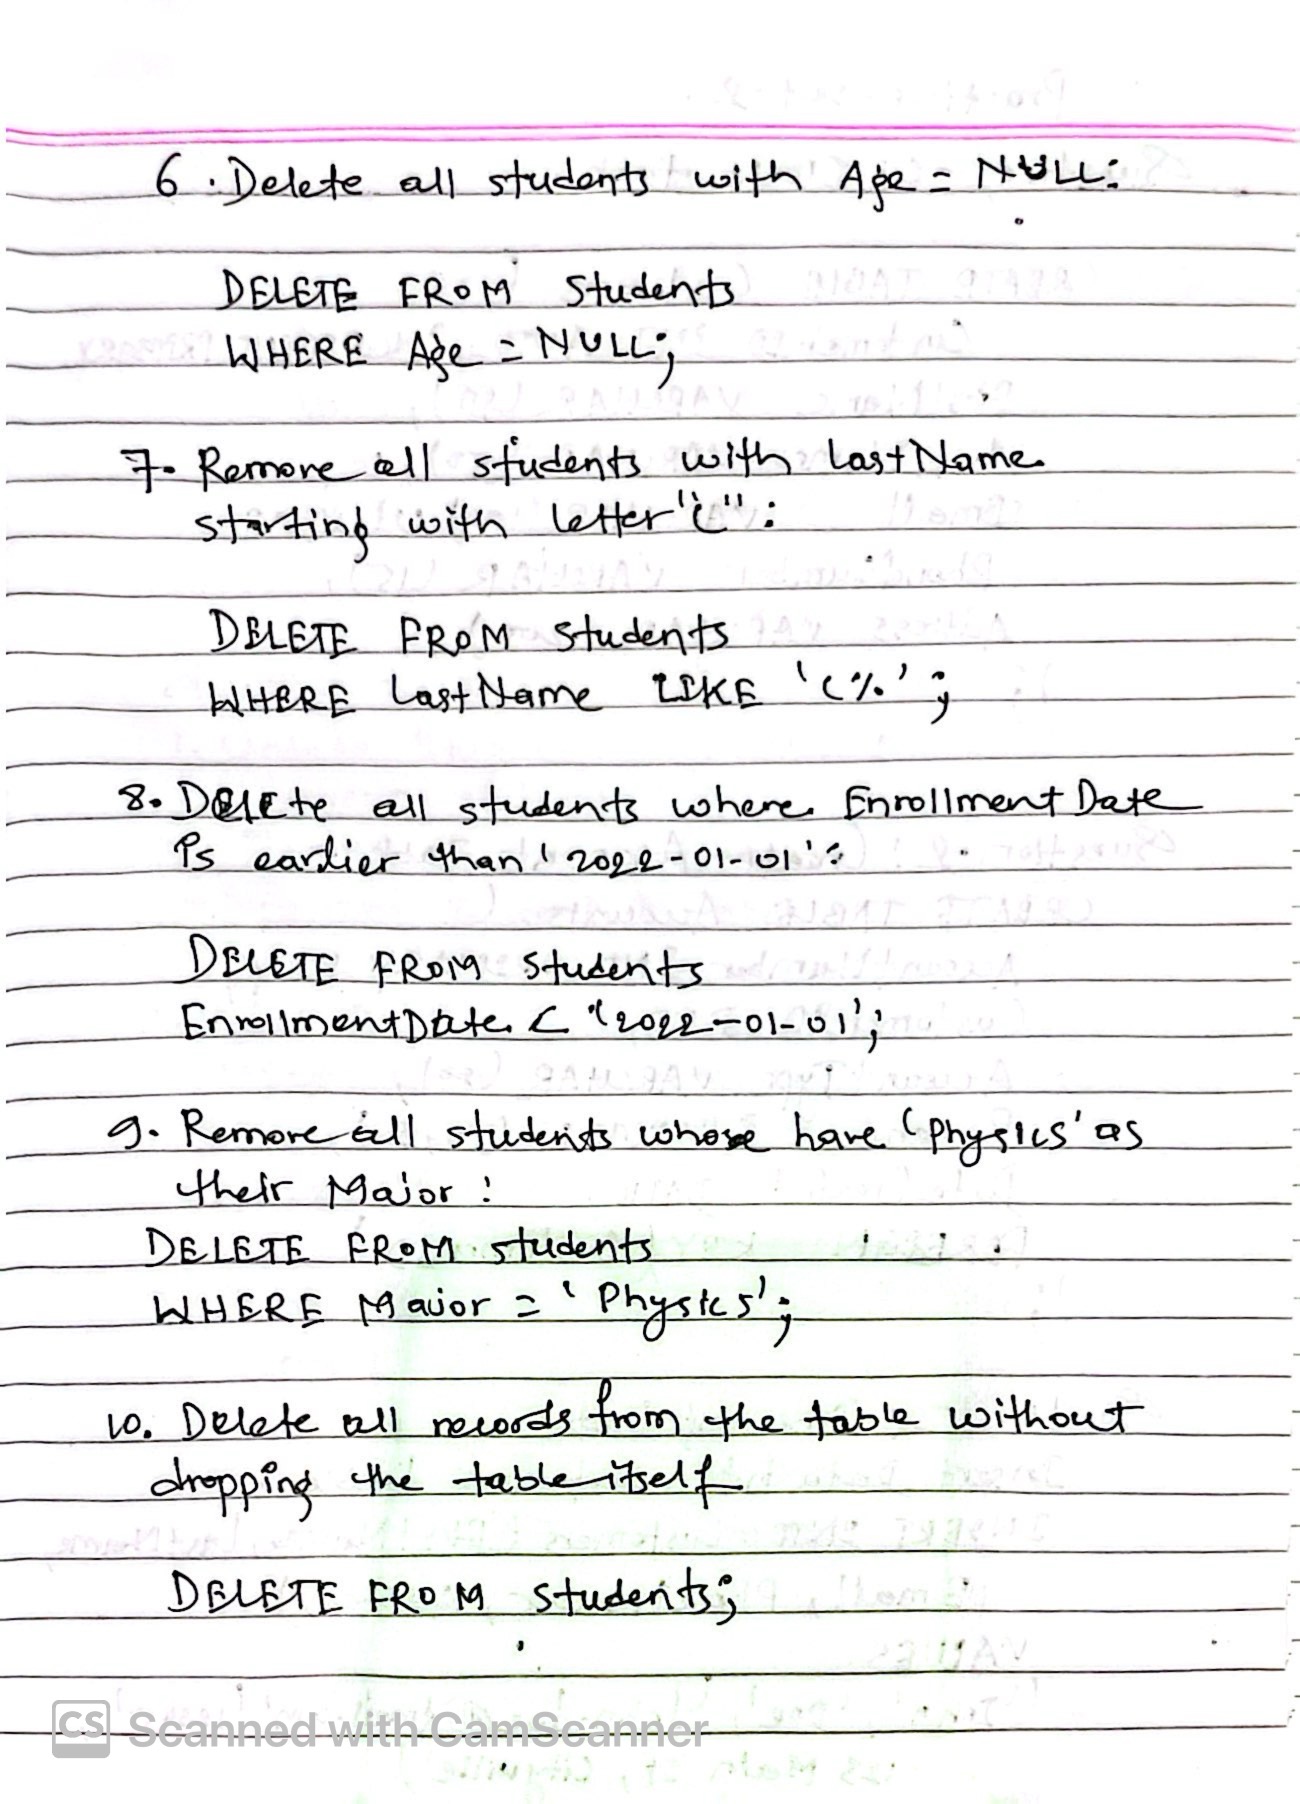 6. Delete all students with Age = NULL:
DELETE FROM Students
WHERE Age = NULL;
7. Remove all students with LastName
starting with letter "C":
DELETE FROM students
WHERE LastName LIKE 'C%';
8. Delete all students where EnrollmentDate
is earlier than '2022-01-01':
DELETE FROM students
EnrollmentDate < '2022-01-01';
9. Remove all students whose have 'Physics' as
their Major:
DELETE FROM students
WHERE Major = 'Physics';
10. Delete all records from the table without
dropping the table itself
DELETE FROM students;
CS Scanned with CamScanner